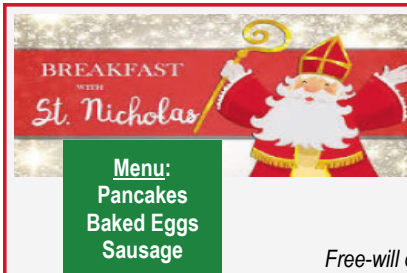 BREAKFAST
WITH
St. Nicholas
Menu:
Pancakes
Baked Eggs
Sausage
Free-will